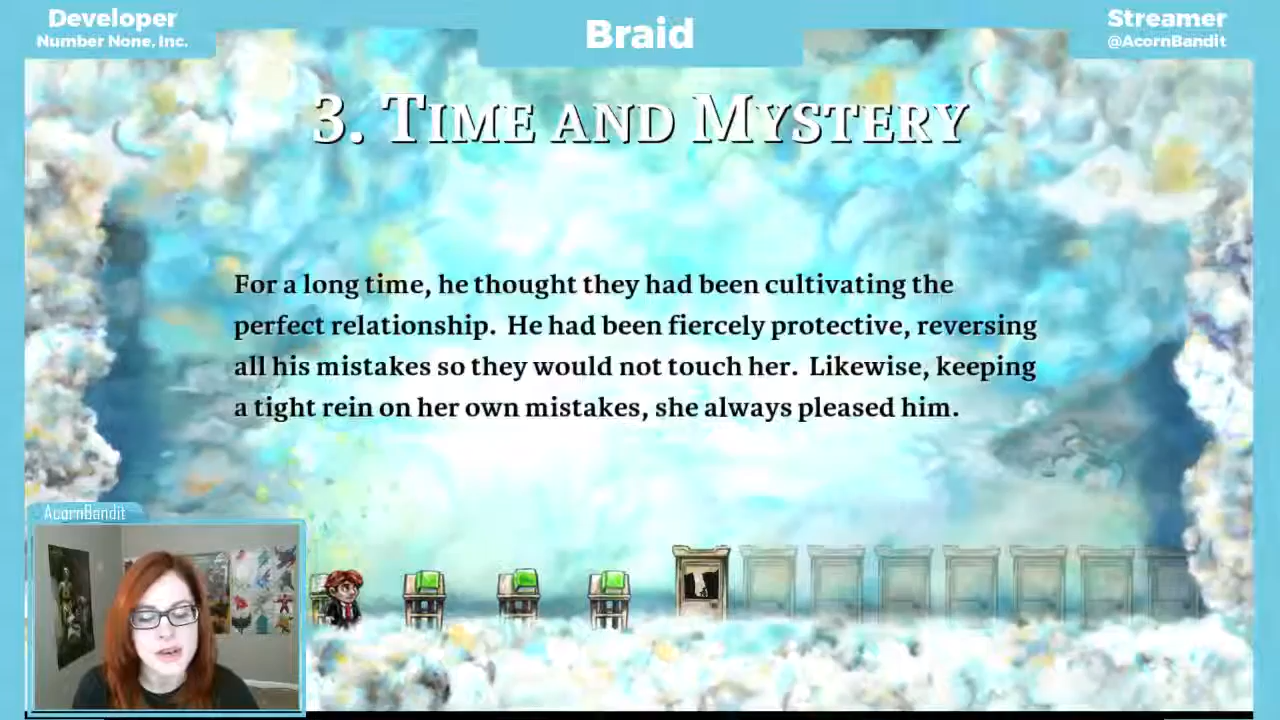 Developer
Number None, Inc.
Braid
Streamer
@AcornBandit
3. Time and Mystery
For a long time, he thought they had been cultivating the
perfect relationship. He had been fiercely protective, reversing
all his mistakes so they would not touch her. Likewise, keeping
a tight rein on her own mistakes, she always pleased him.
AcornBandit